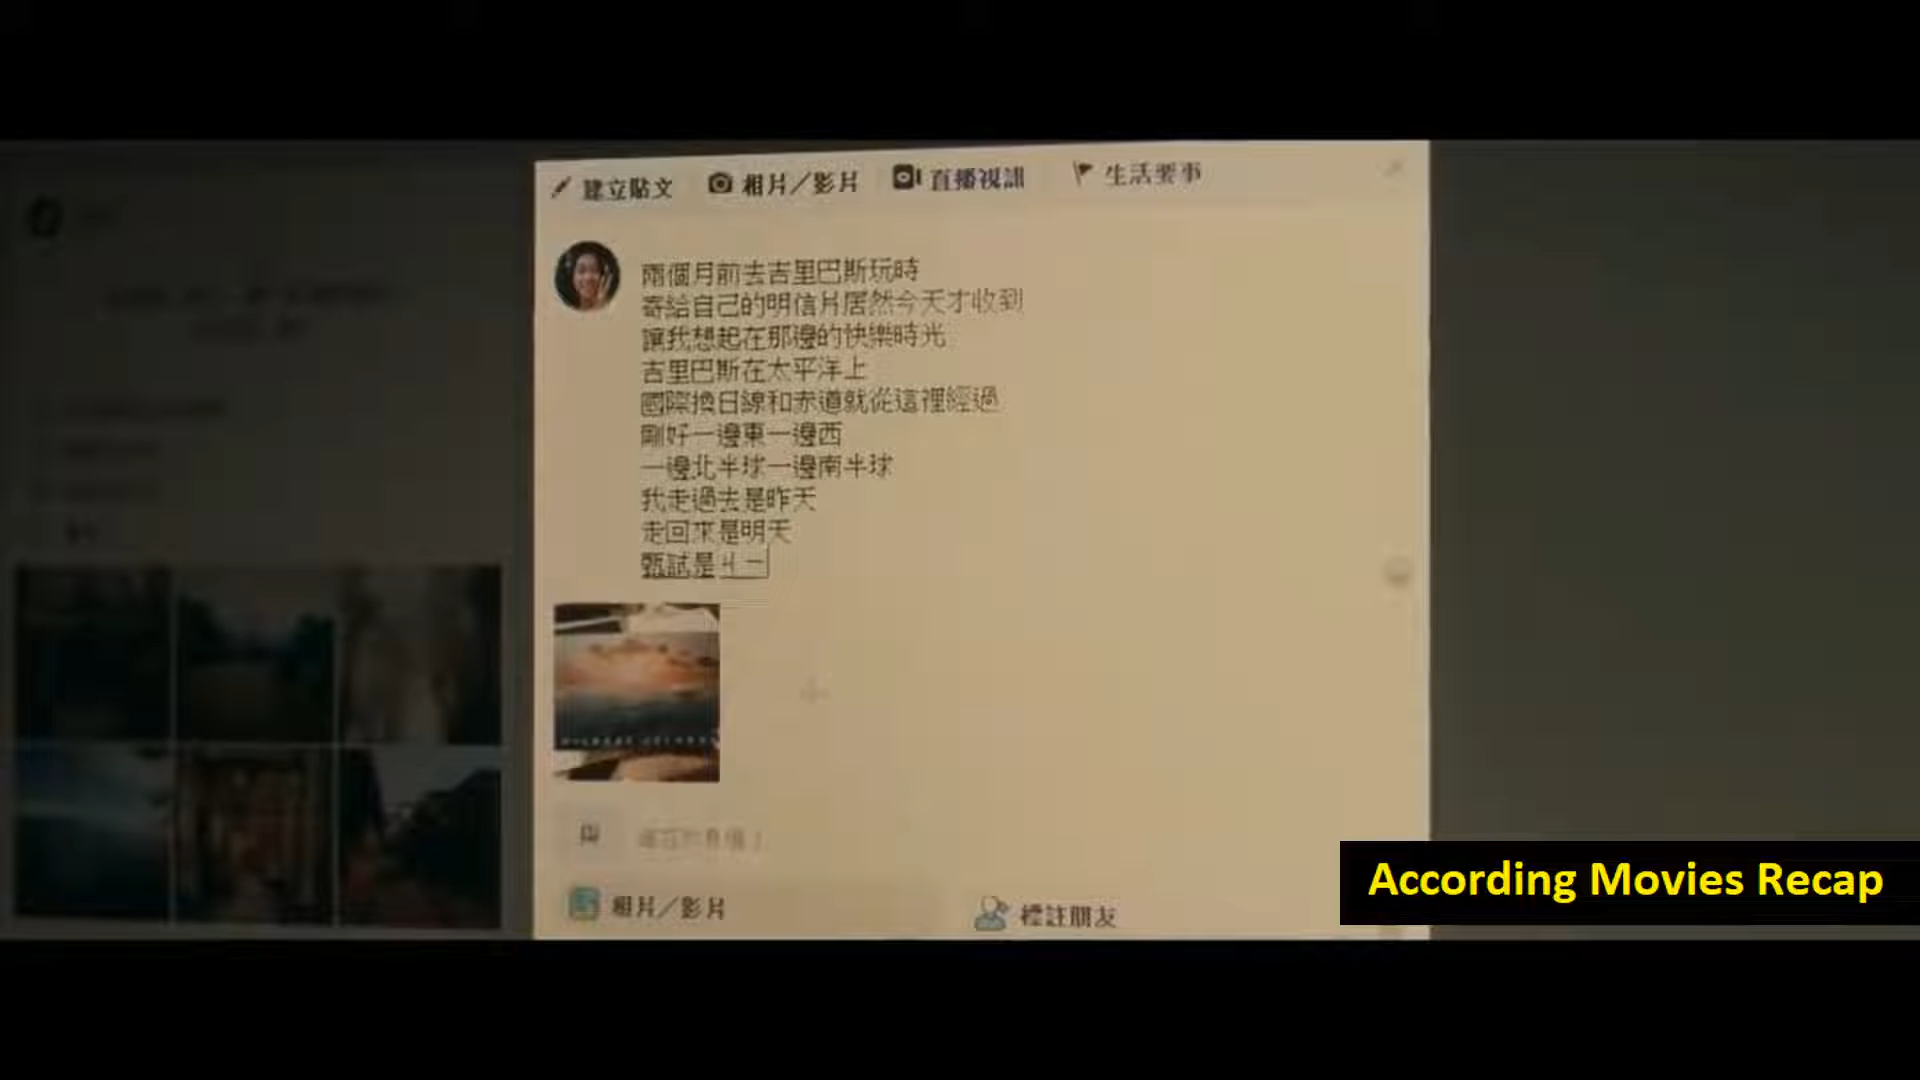 建立貼文
相片／影片
直播視訊
生活要事
兩個月前去吉里巴斯玩時
寄給自己的明信片居然今天才收到
讓我想起在那邊的快樂時光
吉里巴斯在太平洋上
國際換日線和赤道就從這裡經過
剛好一邊東一邊西
一邊北半球一邊南半球
我走過去是昨天
走回來是明天
甄試是ㄐㄧ
相片／影片
標註朋友
According Movies Recap